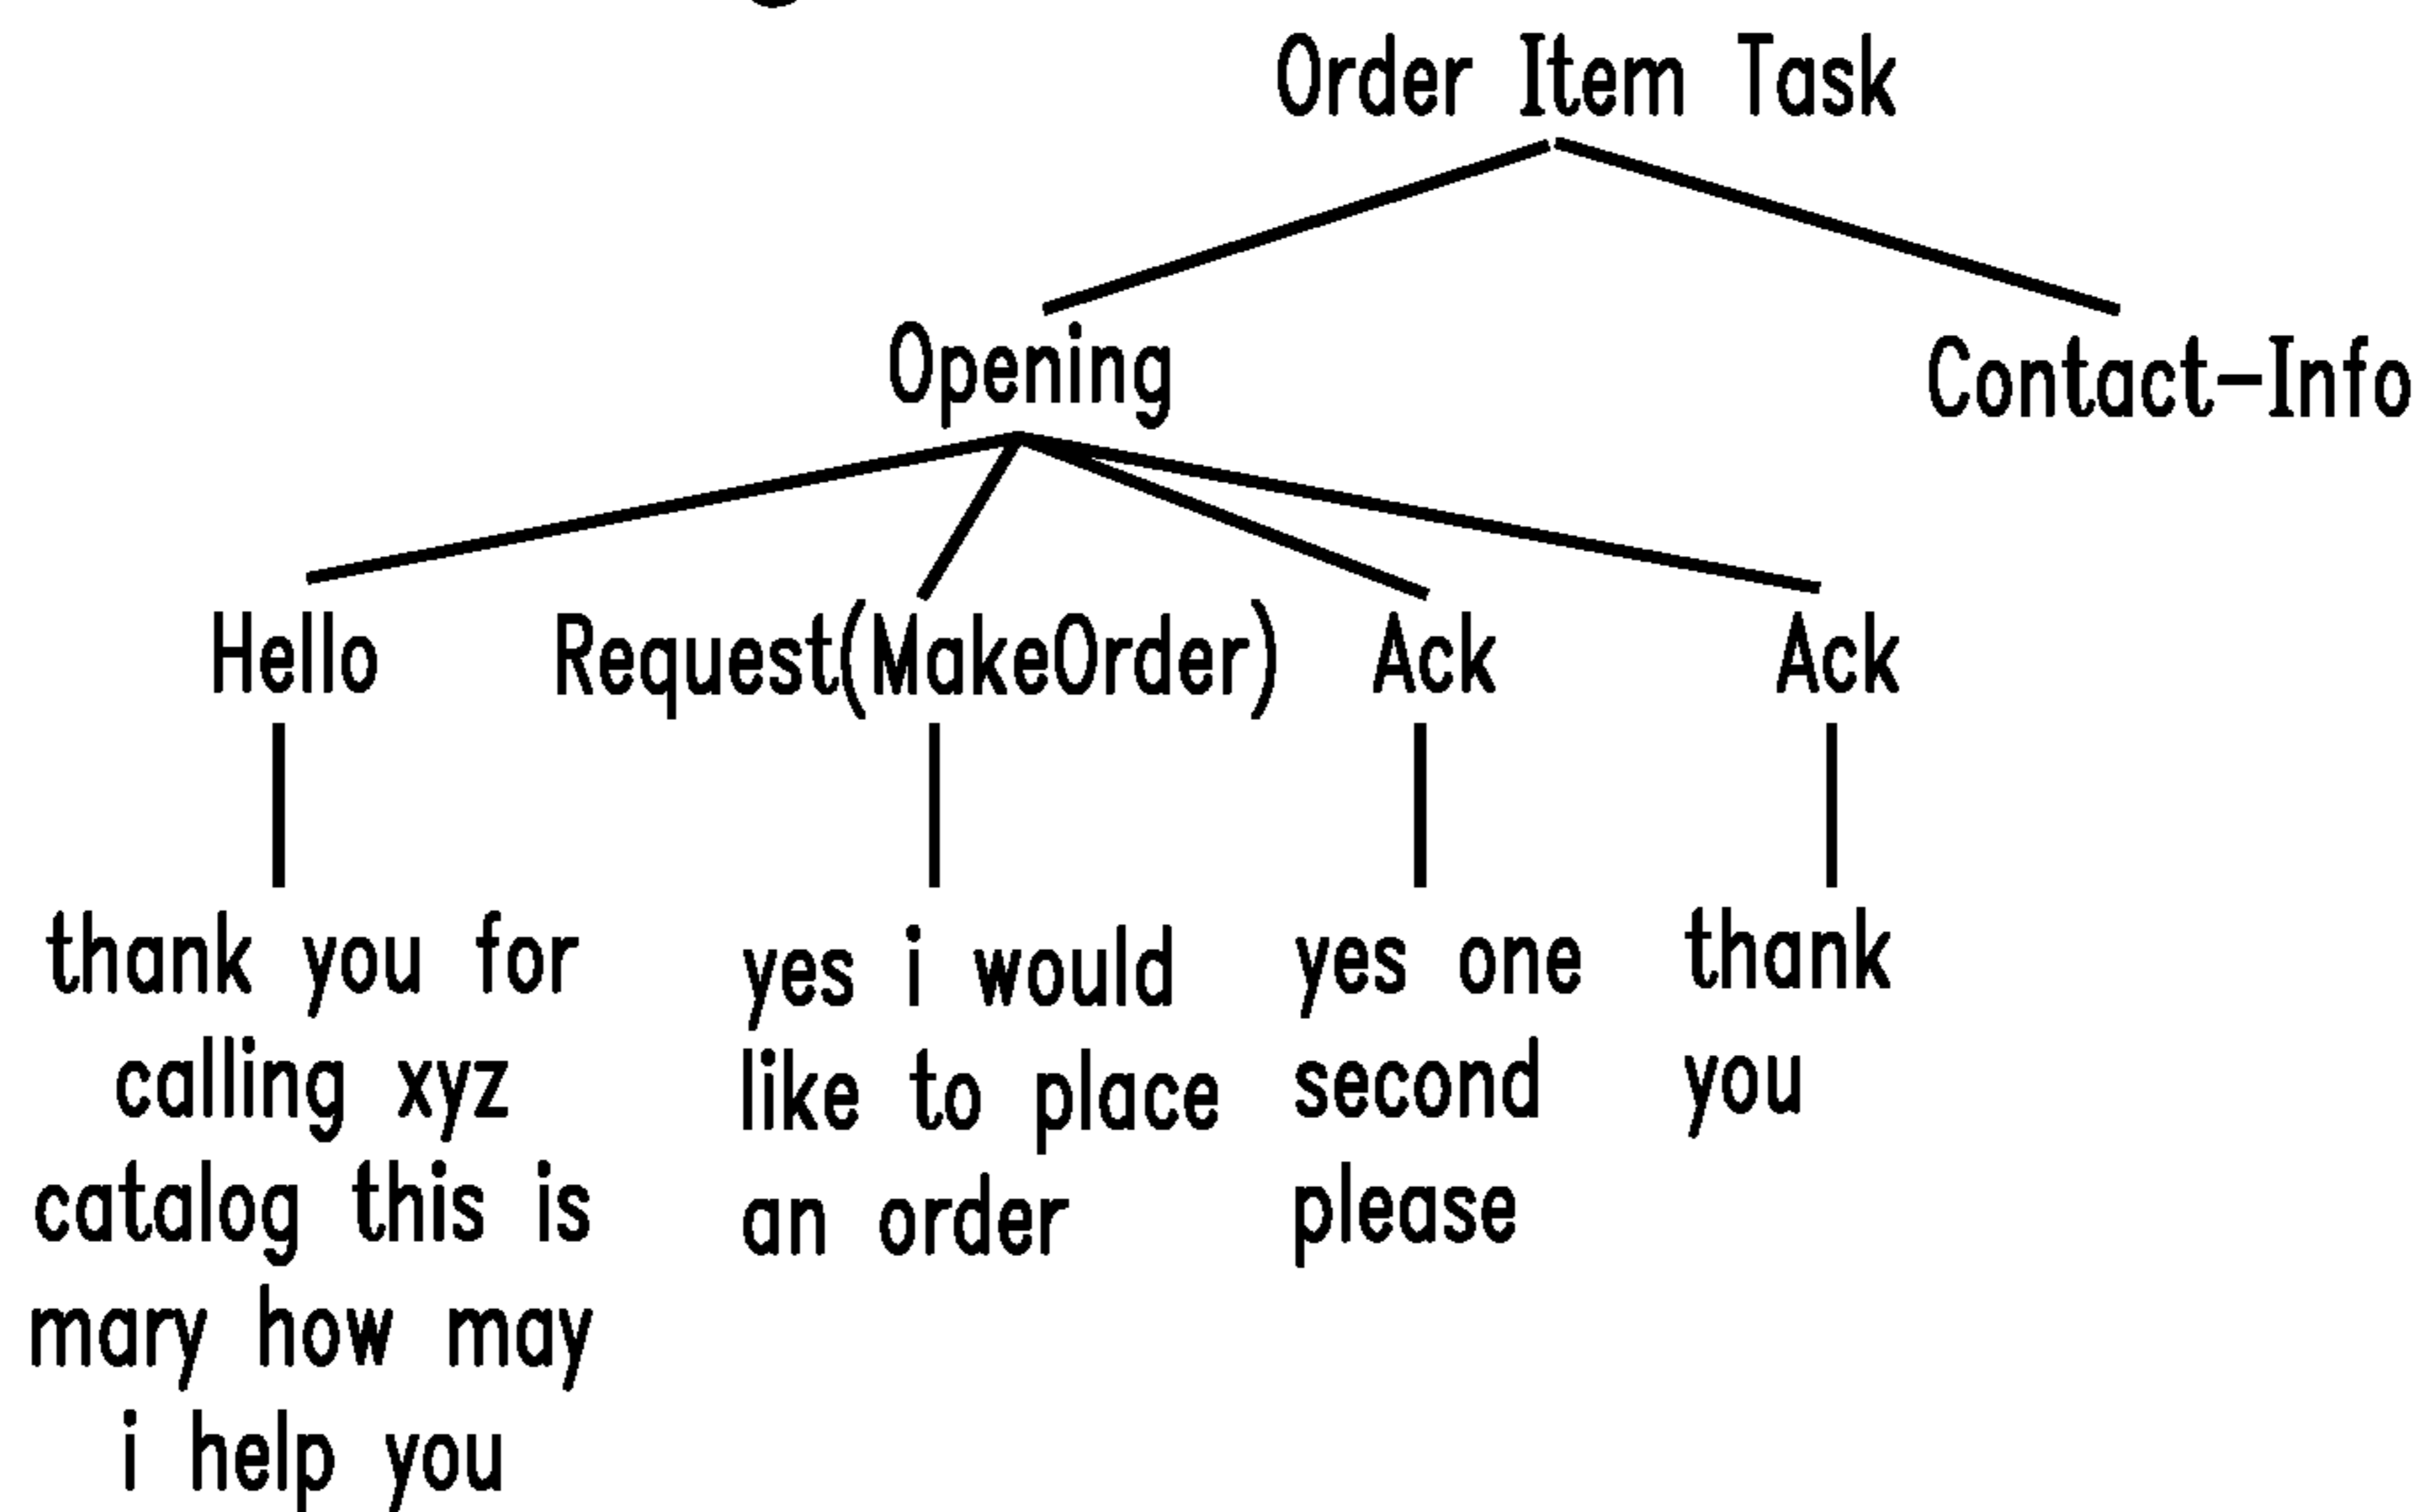 Order Item Task
Opening
Contact-Info
Hello
Request(MakeOrder)
Ack
Ack
thank you for
calling xyz
catalog this is
mary how may
i help you
yes i would
like to place
an order
yes one
second
please
thank
you